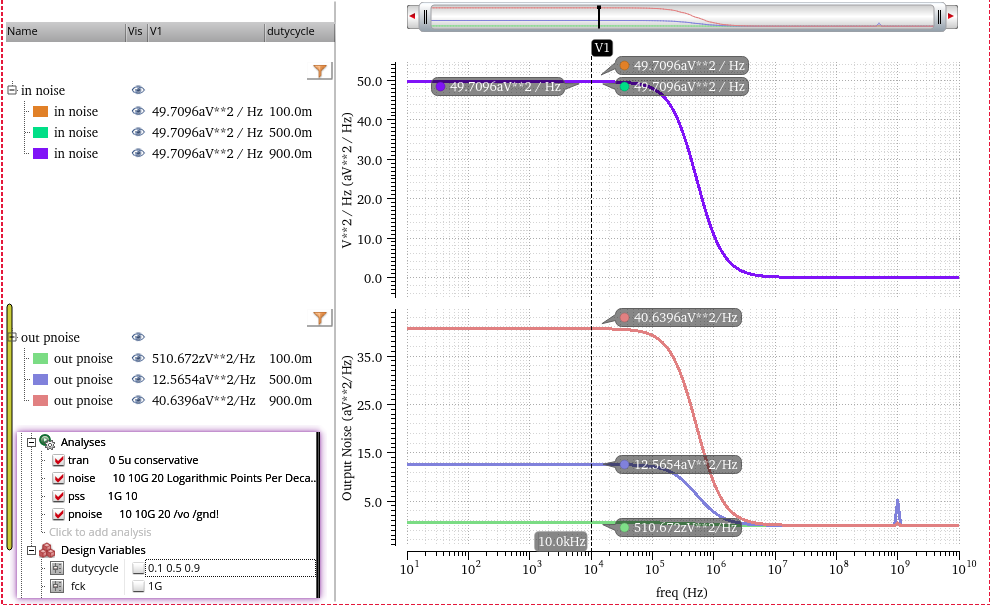 Name Vis V1 dutycycle
in noise
in noise 49.7096aV**2 / Hz 100.0m
in noise 49.7096aV**2 / Hz 500.0m
in noise 49.7096aV**2 / Hz 900.0m
out pnoise
out pnoise 510.672zV**2/Hz 100.0m
out pnoise 12.5654aV**2/Hz 500.0m
out pnoise 40.6396aV**2/Hz 900.0m
Analyses
tran 0 5u conservative
noise 10 10G 20 Logarithmic Points Per Deca...
pss 1G 10
pnoise 10 10G 20 /vo /gnd!
Click to add analysis
Design Variables
dutycycle 0.1 0.5 0.9
fck 1G
V1
49.7096aV**2 / Hz
49.7096aV**2 / Hz
49.7096aV**2 / Hz
V**2 / Hz (aV**2 / Hz)
50.0
40.0
30.0
20.0
10.0
0.0
40.6396aV**2/Hz
12.5654aV**2/Hz
510.672zV**2/Hz
Output Noise (aV**2/Hz)
35.0
25.0
15.0
5.0
10.0kHz
10^1 10^2 10^3 10^4 10^5 10^6 10^7 10^8 10^9 10^10
freq (Hz)